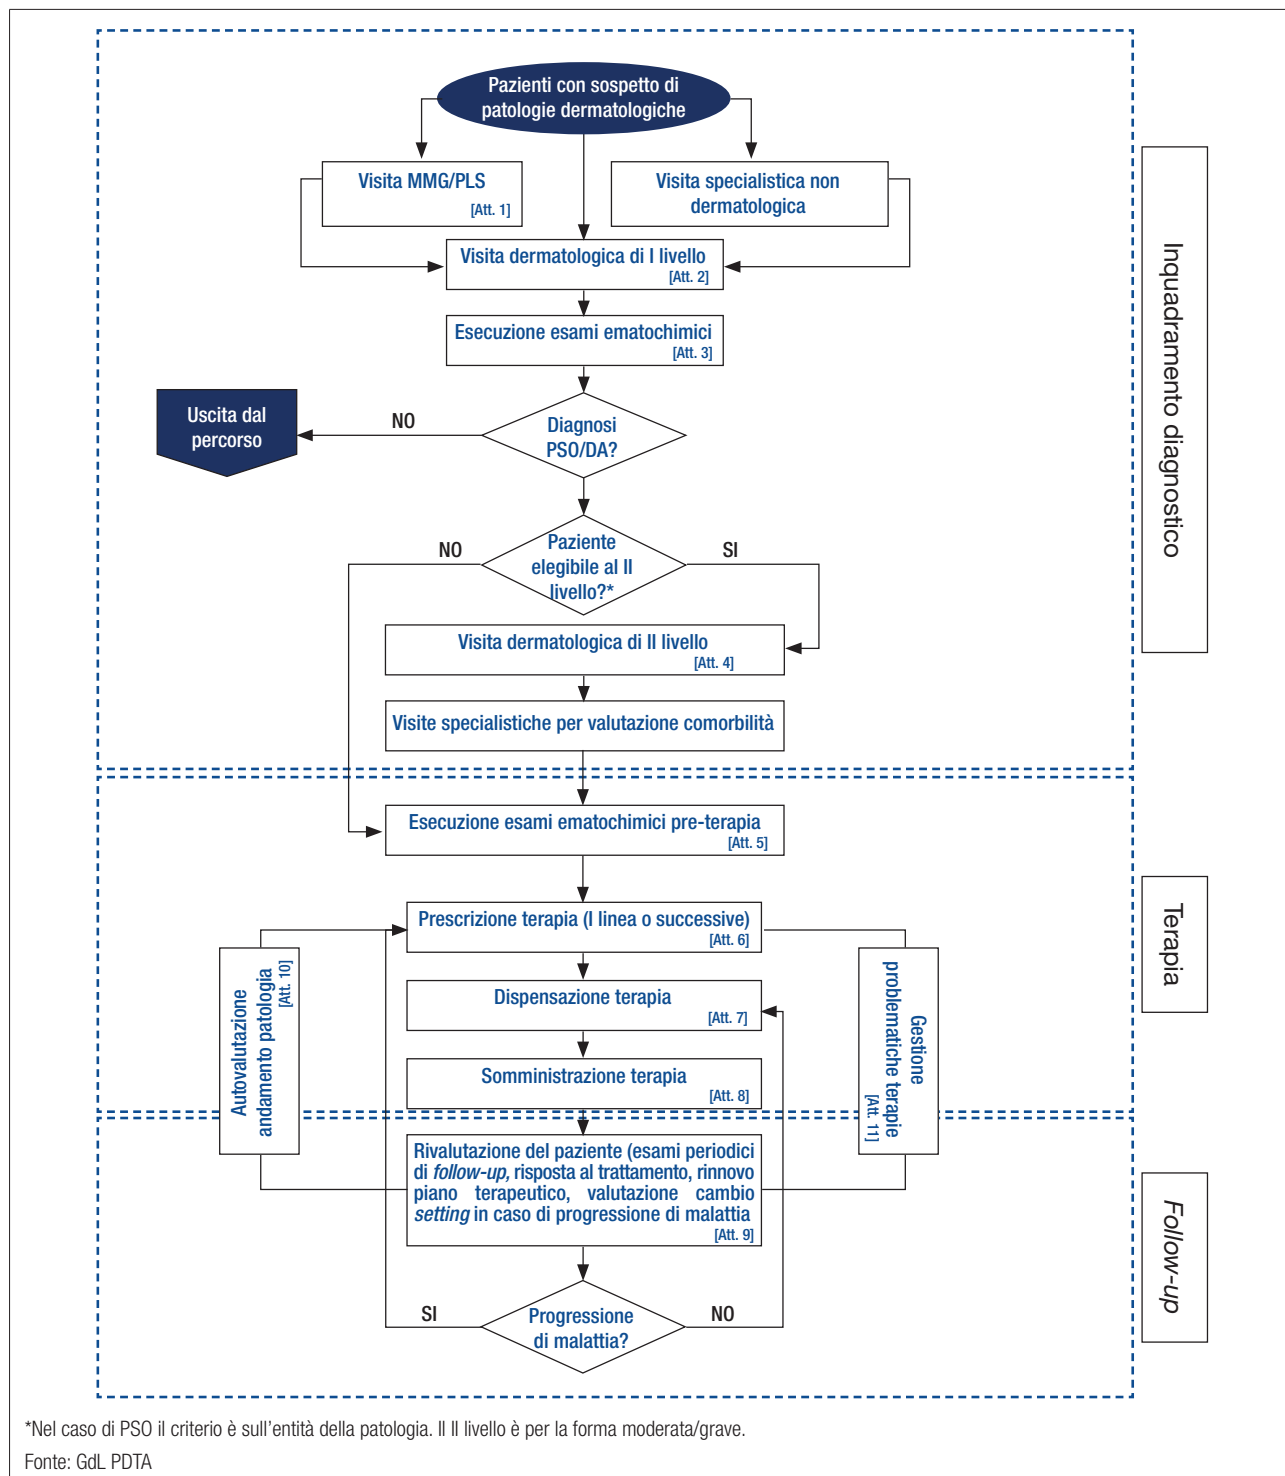 Pazienti con sospetto di
patologie dermatologiche
Visita MMG/PLS
[Att. 1]
Visita specialistica non
dermatologica
Visita dermatologica di I livello
[Att. 2]
Esecuzione esami ematochimici
[Att. 3]
Uscita dal
percorso
NO
Diagnosi
PSO/DA?
NO
Paziente
elegibile al II
livello?*
SI
Visita dermatologica di II livello
[Att. 4]
Visite specialistiche per valutazione comorbilità
Inquadramento diagnostico
Esecuzione esami ematochimici pre-terapia
[Att. 5]
Prescrizione terapia (I linea o successive)
[Att. 6]
Dispensazione terapia
[Att. 7]
Somministrazione terapia
[Att. 8]
Autovalutazione
andamento patologia
[Att. 10]
Gestione
problematiche terapie
[Att. 11]
Terapia
Rivalutazione del paziente (esami periodici
di follow-up, risposta al trattamento, rinnovo
piano terapeutico, valutazione cambio
setting in caso di progressione di malattia
[Att. 9]
SI
Progressione
di malattia?
NO
Follow-up
*Nel caso di PSO il criterio è sull'entità della patologia. Il II livello è per la forma moderata/grave.
Fonte: GdL PDTA